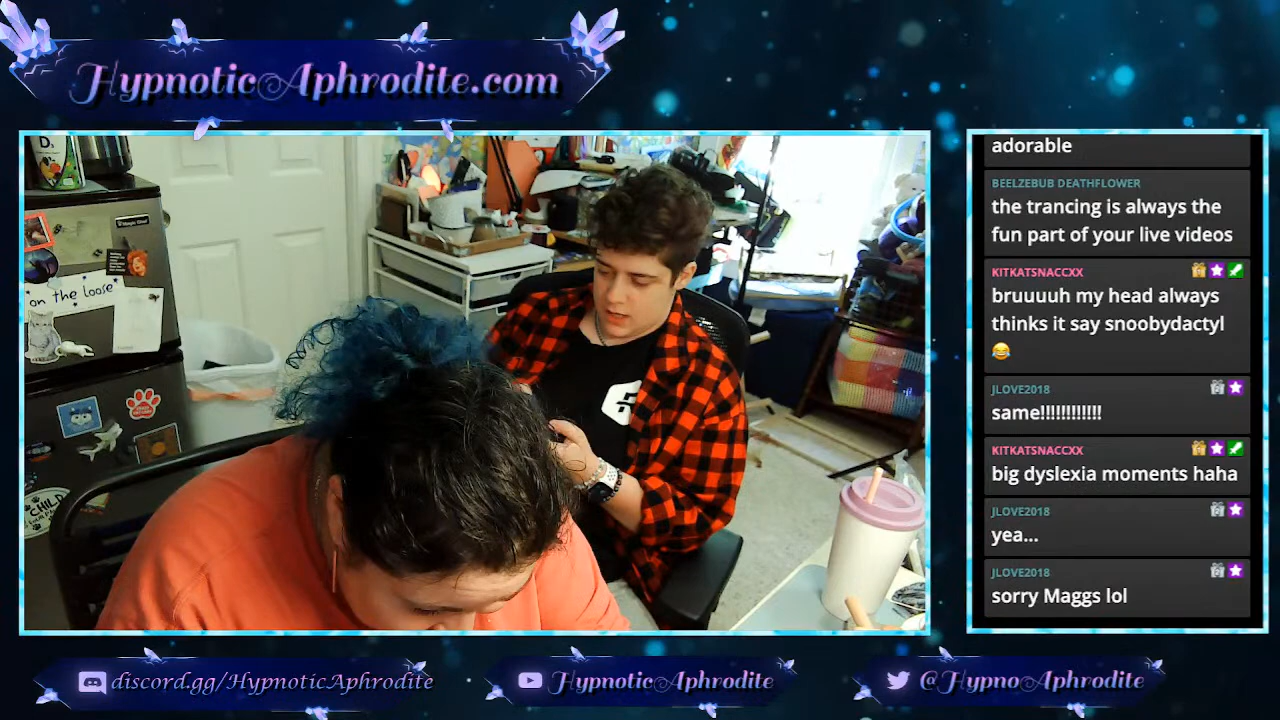 HypnoticAphrodite.com
on the loose
CHILD
adorable
BEELZEBUB DEATHFLOWER
the trancing is always the
fun part of your live videos
KITKATSNACCXX
bruuuuh my head always
thinks it say snoobydactyl
😂
JLOVE2018
same!!!!!!!!!!!!
KITKATSNACCXX
big dyslexia moments haha
JLOVE2018
yea...
JLOVE2018
sorry Maggs lol
discord.gg/HypnoticAphrodite
HypnoticAphrodite
@HypnoAphrodite